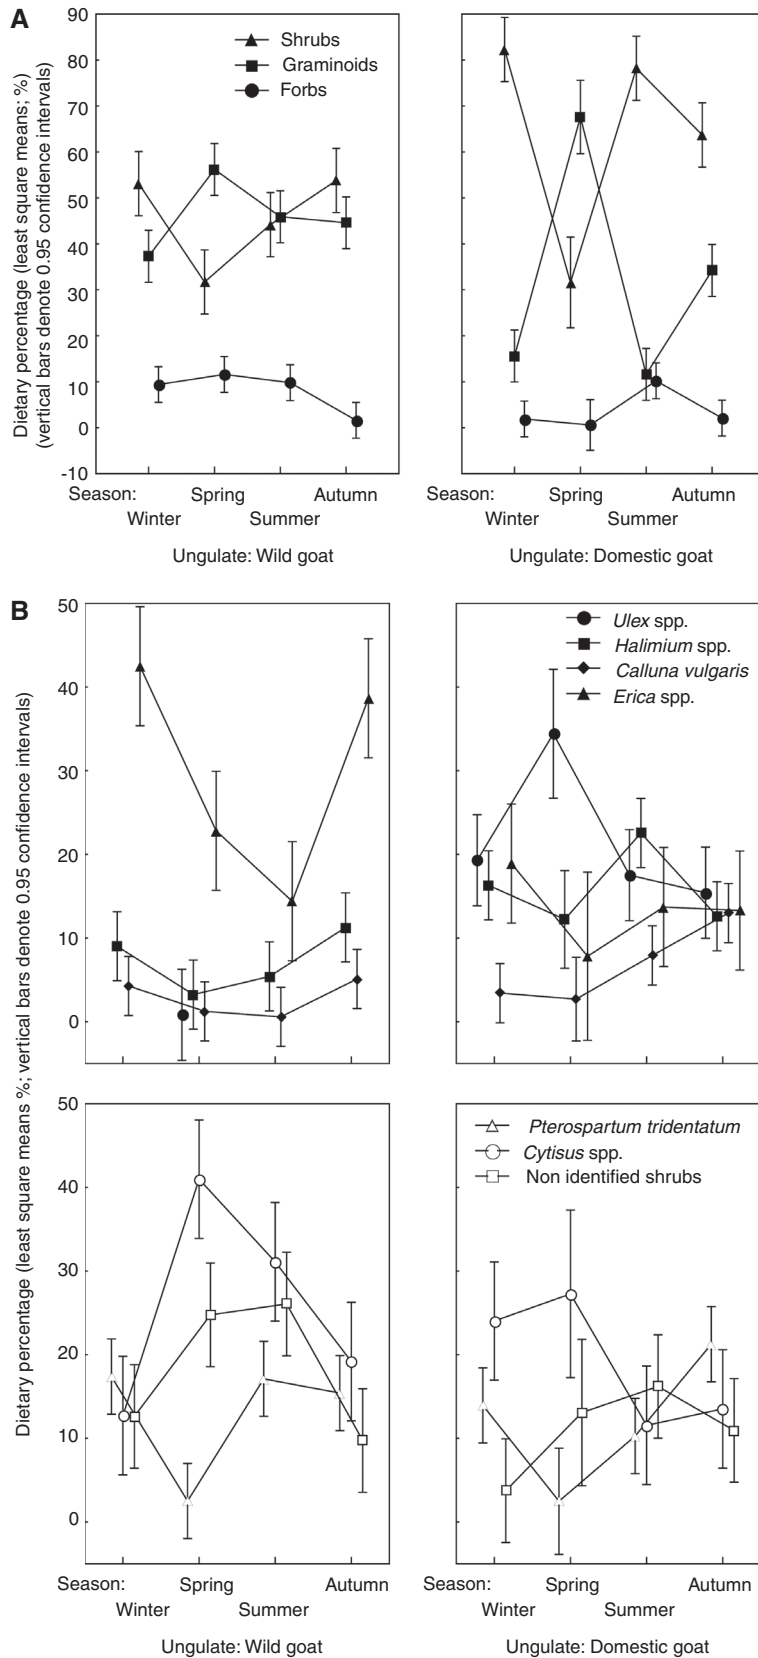 A
Dietary percentage (least square means; %)
(vertical bars denote 0.95 confidence intervals)
90
80
70
60
50
40
30
20
10
0
-10
Shrubs
Graminoids
Forbs
Season:
Spring
Autumn
Winter
Summer
Ungulate: Wild goat
Season:
Spring
Autumn
Winter
Summer
Ungulate: Domestic goat
B
Dietary percentage (least square means %; vertical bars denote 0.95 confidence intervals)
50
40
30
20
10
0
Ulex spp.
Halimium spp.
Calluna vulgaris
Erica spp.
50
40
30
20
10
0
Pterospartum tridentatum
Cytisus spp.
Non identified shrubs
Season:
Spring
Autumn
Winter
Summer
Ungulate: Wild goat
Season:
Spring
Autumn
Winter
Summer
Ungulate: Domestic goat